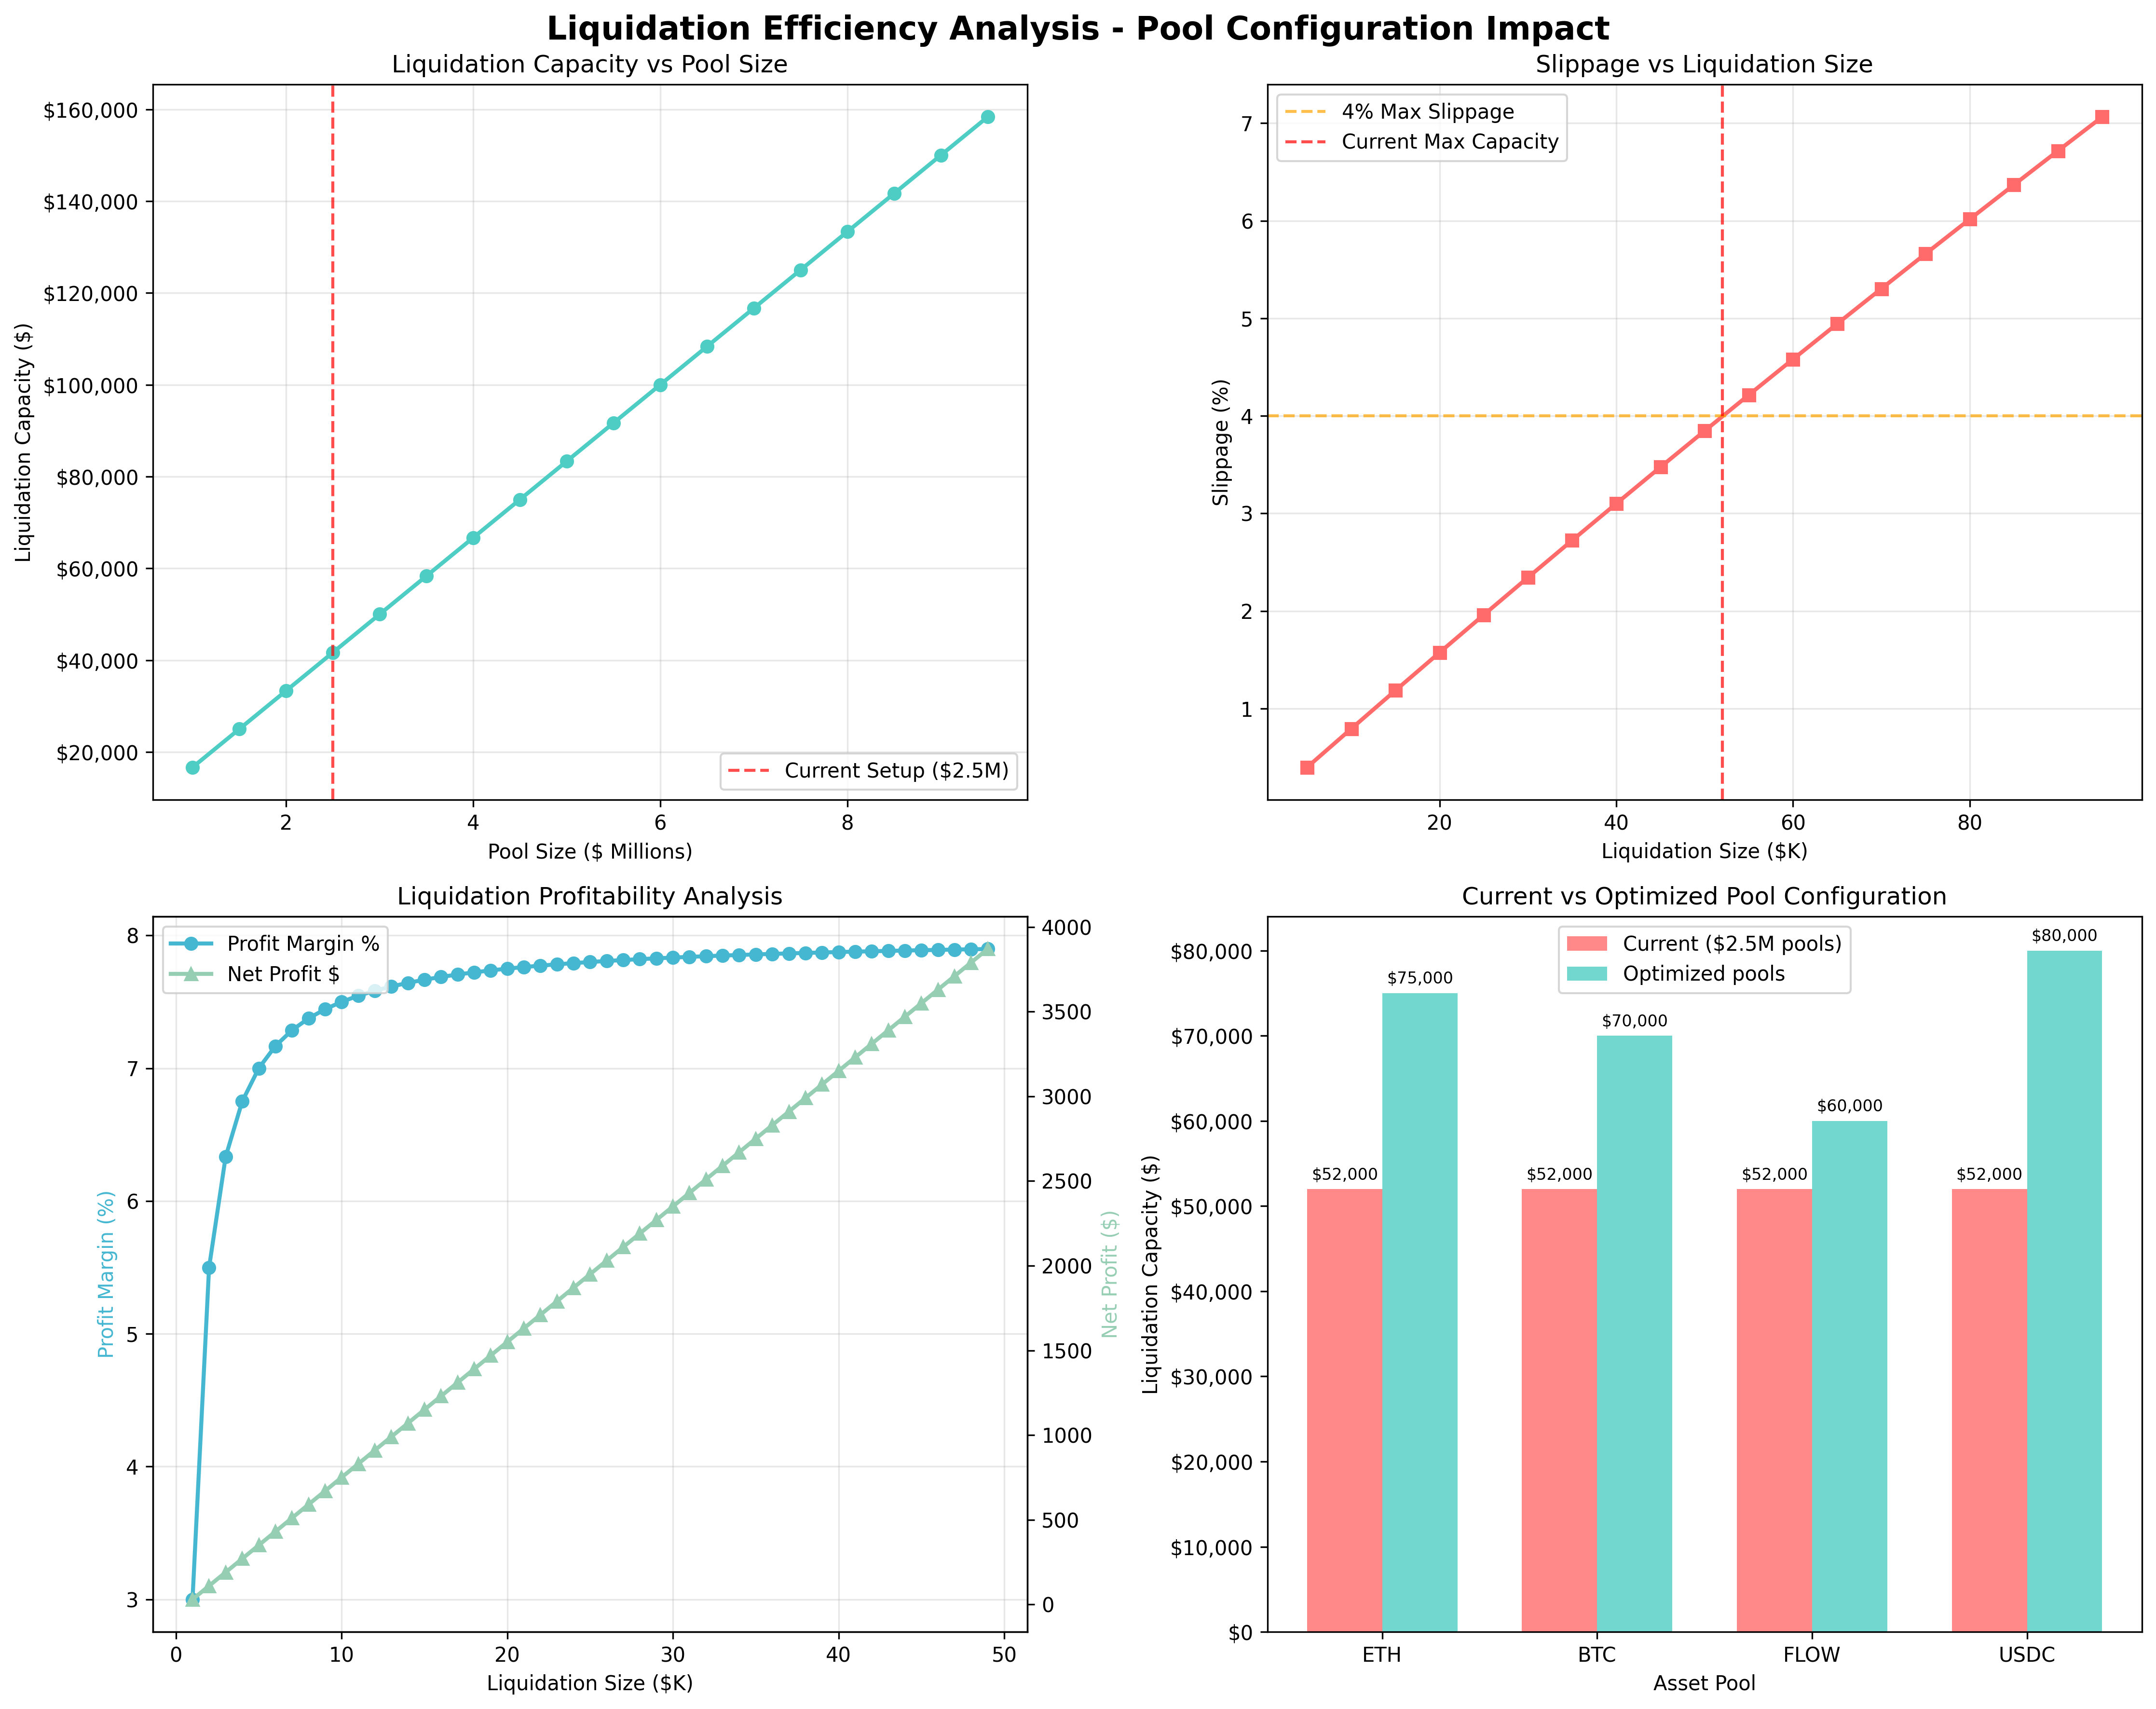 Liquidation Efficiency Analysis - Pool Configuration Impact
Liquidation Capacity vs Pool Size
$160,000
$140,000
$120,000
$100,000
$80,000
$60,000
$40,000
$20,000
Liquidation Capacity ($)
Current Setup ($2.5M)
2 4 6 8
Pool Size ($ Millions)
Slippage vs Liquidation Size
4% Max Slippage
Current Max Capacity
7
6
5
4
3
2
1
Slippage (%)
20 40 60 80
Liquidation Size ($K)
Liquidation Profitability Analysis
Profit Margin %
Net Profit $
8
7
6
5
4
3
Profit Margin (%)
4000
3500
3000
2500
2000
1500
1000
500
0
Net Profit ($)
0 10 20 30 40 50
Liquidation Size ($K)
Current vs Optimized Pool Configuration
Current ($2.5M pools)
Optimized pools
$80,000
$70,000
$60,000
$50,000
$40,000
$30,000
$20,000
$10,000
$0
Liquidation Capacity ($)
$52,000 $75,000
$52,000 $70,000
$52,000 $60,000
$52,000 $80,000
ETH BTC FLOW USDC
Asset Pool